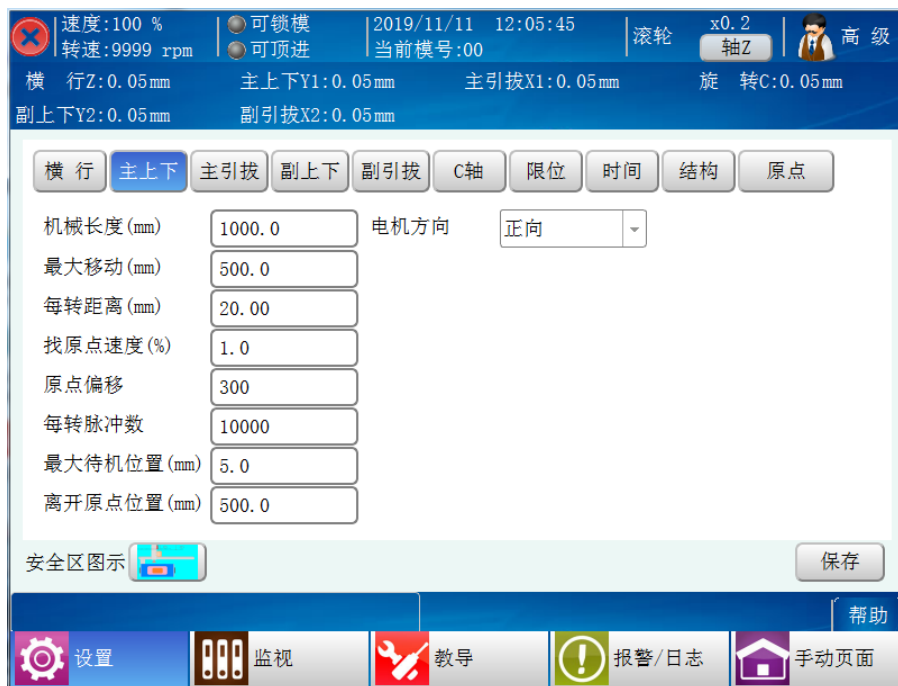 速度:100 % 可锁模 2019/11/11 12:05:45 滚轮 x0.2 高 级
转速:9999 rpm 可顶进 当前模号:00 轴Z
横 行Z:0.05mm 主上下Y1:0.05mm 主引拔X1:0.05mm 旋 转C:0.05mm
副上下Y2:0.05mm 副引拔X2:0.05mm
横 行 主上下 主引拔 副上下 副引拔 C轴 限位 时间 结构 原点
机械长度(mm) 1000.0 电机方向 正向
最大移动(mm) 500.0
每转距离(mm) 20.00
找原点速度(%) 1.0
原点偏移 300
每转脉冲数 10000
最大待机位置(mm) 5.0
离开原点位置(mm) 500.0
安全区图示 保存
帮助
设置 监视 教导 报警/日志 手动页面